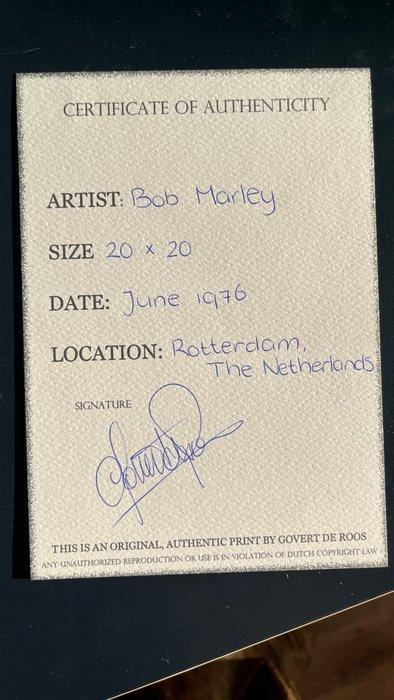 CERTIFICATE OF AUTHENTICITY
ARTIST: Bob Marley
SIZE 20 x 20
DATE: June 1976
LOCATION: Rotterdam,
The Netherlands
SIGNATURE
THIS IS AN ORIGINAL, AUTHENTIC PRINT BY GOVERT DE ROOS
ANY UNAUTHORIZED REPRODUCTION OR USE IS IN VIOLATION OF DUTCH COPYRIGHT LAW